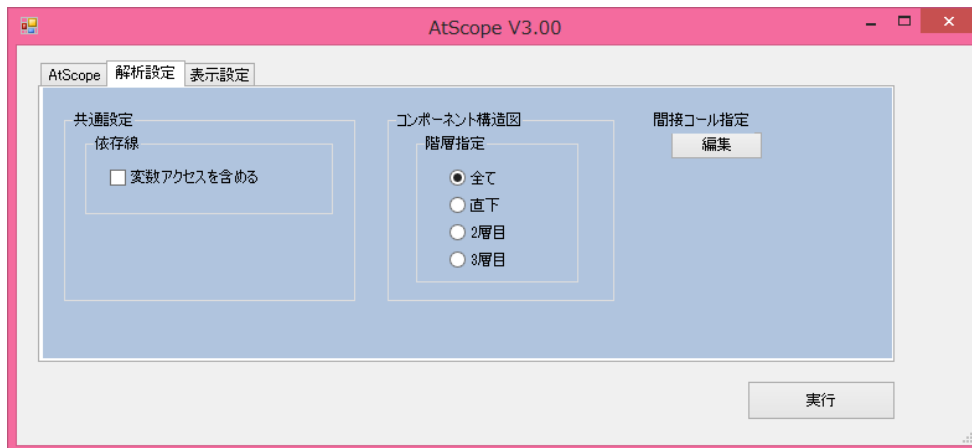 AtScope V3.00
AtScope 解析設定 表示設定
共通設定
依存線
変数アクセスを含める
コンポーネント構造図
階層指定
全て
直下
2層目
3層目
間接コール指定
編集
実行